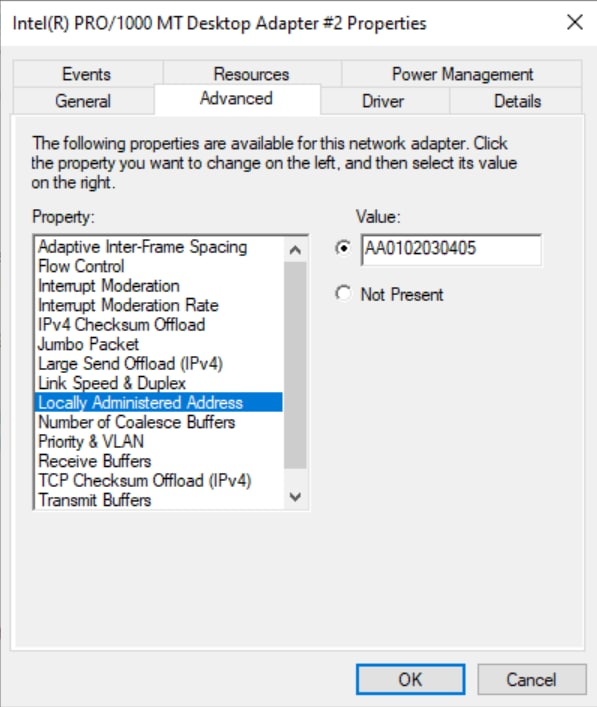 Intel(R) PRO/1000 MT Desktop Adapter #2 Properties
Events Resources Power Management
General Advanced Driver Details
The following properties are available for this network adapter. Click
the property you want to change on the left, and then select its value
on the right.
Property:
Adaptive Inter-Frame Spacing
Flow Control
Interrupt Moderation
Interrupt Moderation Rate
IPv4 Checksum Offload
Jumbo Packet
Large Send Offload (IPv4)
Link Speed & Duplex
Locally Administered Address
Number of Coalesce Buffers
Priority & VLAN
Receive Buffers
TCP Checksum Offload (IPv4)
Transmit Buffers
Value:
AA0102030405
Not Present
OK Cancel